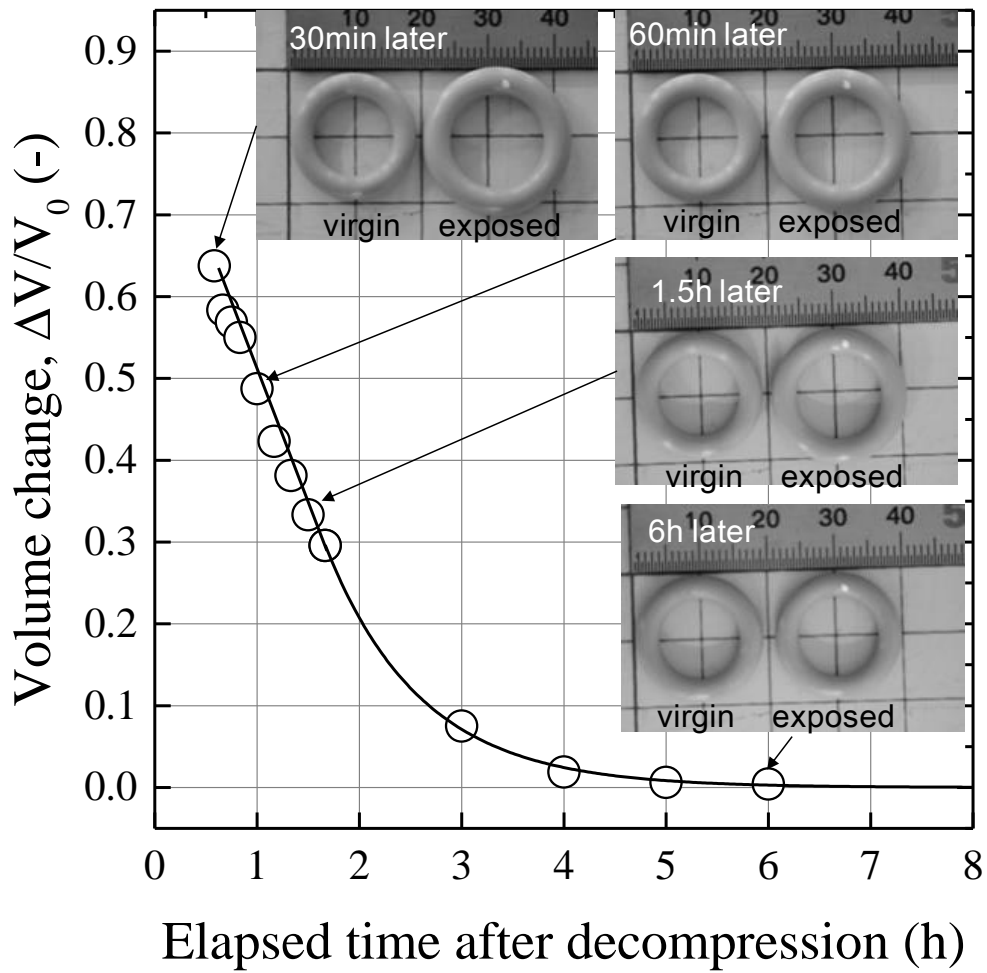 Volume change, ΔV/V₀ (-)
0.9
0.8
0.7
0.6
0.5
0.4
0.3
0.2
0.1
0.0
0 1 2 3 4 5 6 7 8
Elapsed time after decompression (h)
10 20 30 40
30min later
virgin exposed
10 20 30 40
60min later
virgin exposed
10 20 30 40 5
1.5h later
virgin exposed
10 20 30 40 5
6h later
virgin exposed